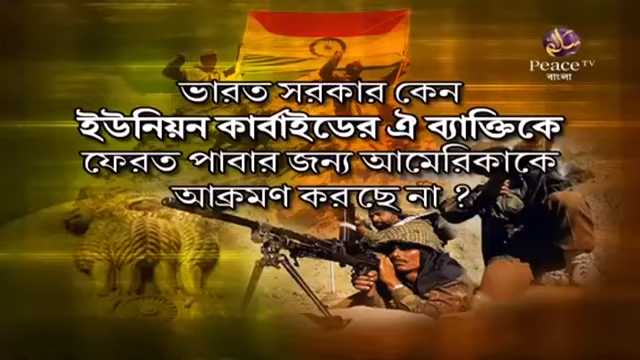 Peace TV
বাংলা
ভারত সরকার কেন
ইউনিয়ন কার্বাইডের ঐ ব্যাক্তিকে
ফেরত পাবার জন্য আমেরিকাকে
আক্রমণ করছে না ?